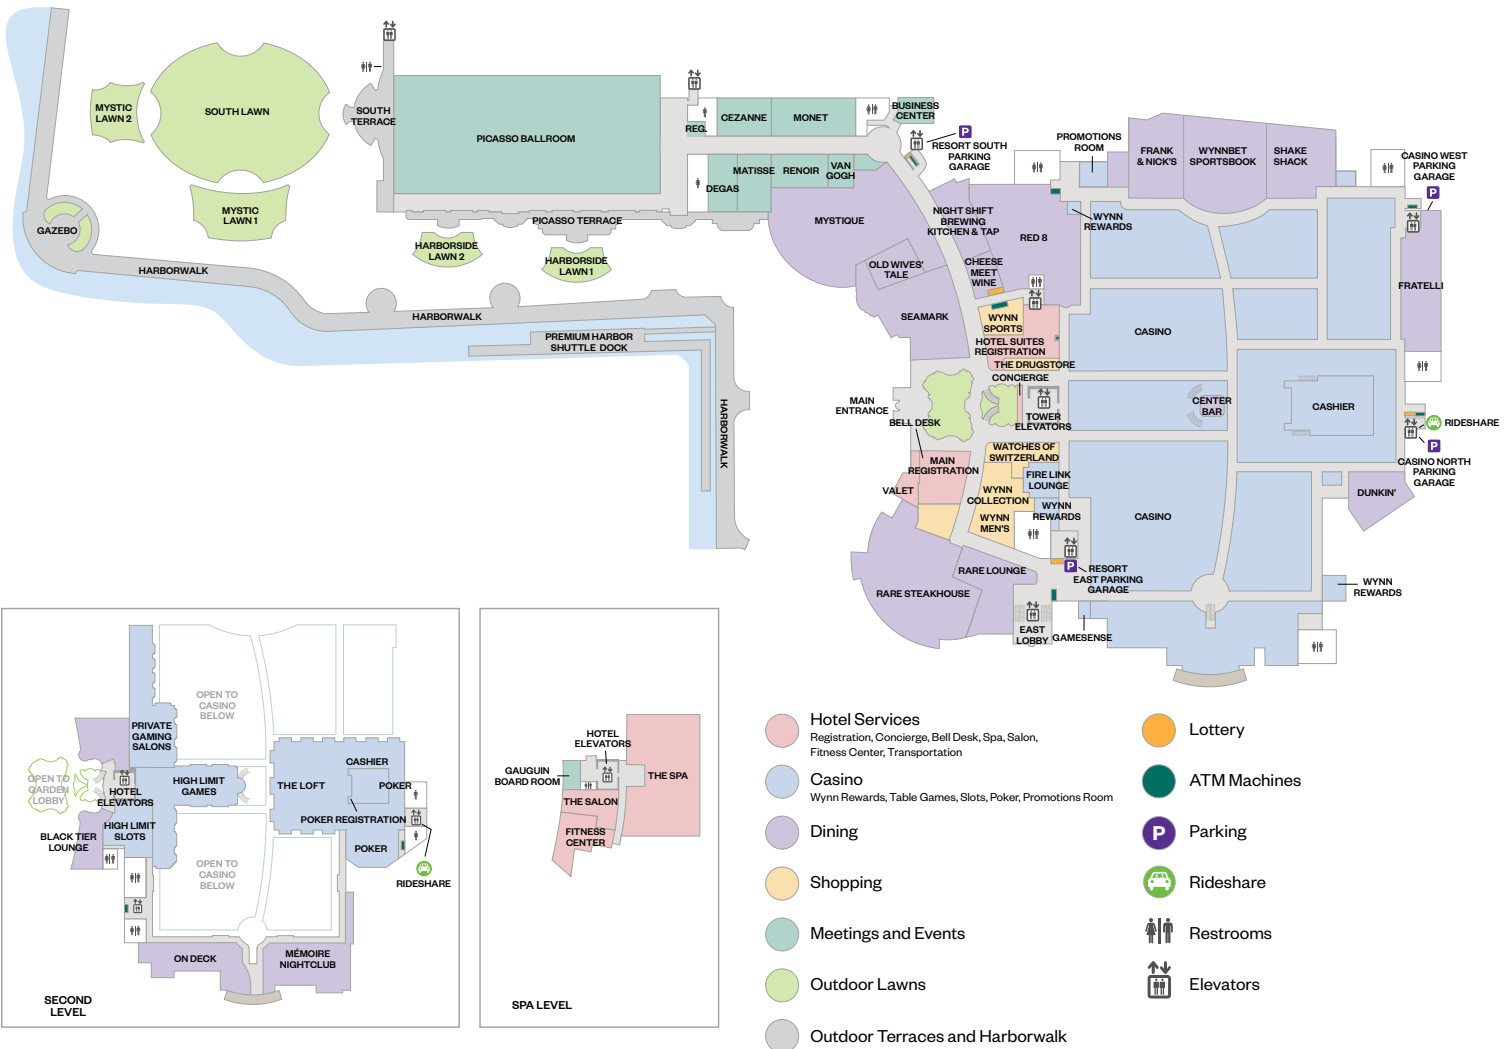 MYSTIC
LAWN 2
SOUTH LAWN
MYSTIC
LAWN 1
SOUTH
TERRACE
PICASSO BALLROOM
REG.
CEZANNE
MONET
BUSINESS
CENTER
DEGAS
MATISSE
RENOIR
VAN
GOGH
P
RESORT SOUTH
PARKING
GARAGE
PROMOTIONS
ROOM
FRANK
& NICK'S
WYNNBET
SPORTSBOOK
SHAKE
SHACK
CASINO WEST
PARKING
GARAGE
P
GAZEBO
PICASSO TERRACE
HARBORSIDE
LAWN 2
HARBORSIDE
LAWN 1
HARBORWALK
HARBORWALK
PREMIUM HARBOR
SHUTTLE DOCK
HARBORWALK
MYSTIQUE
NIGHT SHIFT
BREWING
KITCHEN & TAP
RED 8
WYNN
REWARDS
OLD WIVES'
TALE
CHEESE
MEET
WINE
SEAMARK
WYNN
SPORTS
HOTEL SUITES
REGISTRATION
THE DRUGSTORE
CONCIERGE
CASINO
FRATELLI
MAIN
ENTRANCE
BELL DESK
TOWER
ELEVATORS
CENTER
BAR
CASHIER
RIDESHARE
P
CASINO NORTH
PARKING
GARAGE
MAIN
REGISTRATION
VALET
WATCHES OF
SWITZERLAND
FIRE LINK
LOUNGE
WYNN
COLLECTION
WYNN
REWARDS
WYNN
MEN'S
CASINO
DUNKIN'
RARE LOUNGE
RARE STEAKHOUSE
P
RESORT
EAST PARKING
GARAGE
WYNN
REWARDS
EAST
LOBBY
GAMESENSE
OPEN TO
CASINO
BELOW
PRIVATE
GAMING
SALONS
OPEN TO
GARDEN
LOBBY
HOTEL
ELEVATORS
HIGH LIMIT
GAMES
THE LOFT
CASHIER
POKER
POKER REGISTRATION
HIGH LIMIT
SLOTS
BLACK TIER
LOUNGE
POKER
OPEN TO
CASINO
BELOW
RIDESHARE
ON DECK
MÉMOIRE
NIGHTCLUB
SECOND
LEVEL
HOTEL
ELEVATORS
GAUGUIN
BOARD ROOM
THE SPA
THE SALON
FITNESS
CENTER
SPA LEVEL
Hotel Services
Registration, Concierge, Bell Desk, Spa, Salon,
Fitness Center, Transportation
Casino
Wynn Rewards, Table Games, Slots, Poker, Promotions Room
Dining
Shopping
Meetings and Events
Outdoor Lawns
Outdoor Terraces and Harborwalk
Lottery
ATM Machines
P
Parking
Rideshare
Restrooms
Elevators